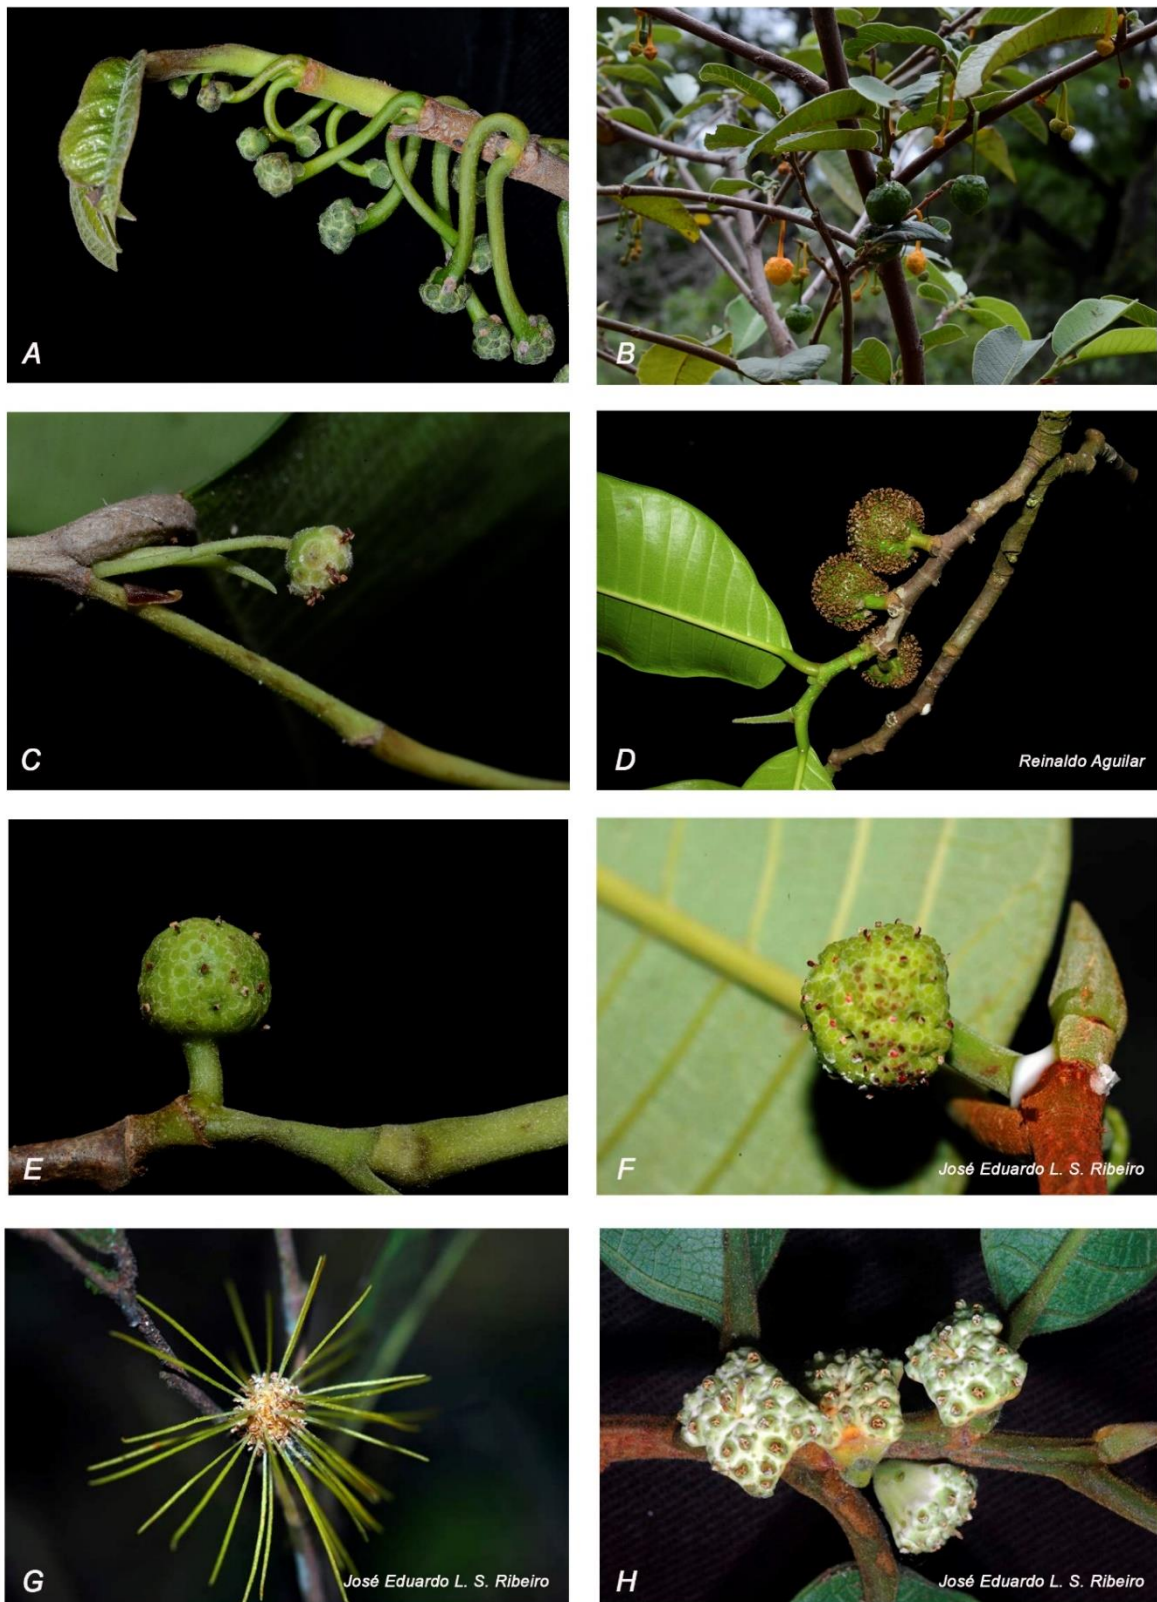 A
B
C
D
Reinaldo Aguilar
E
F
José Eduardo L. S. Ribeiro
G
José Eduardo L. S. Ribeiro
H
José Eduardo L. S. Ribeiro